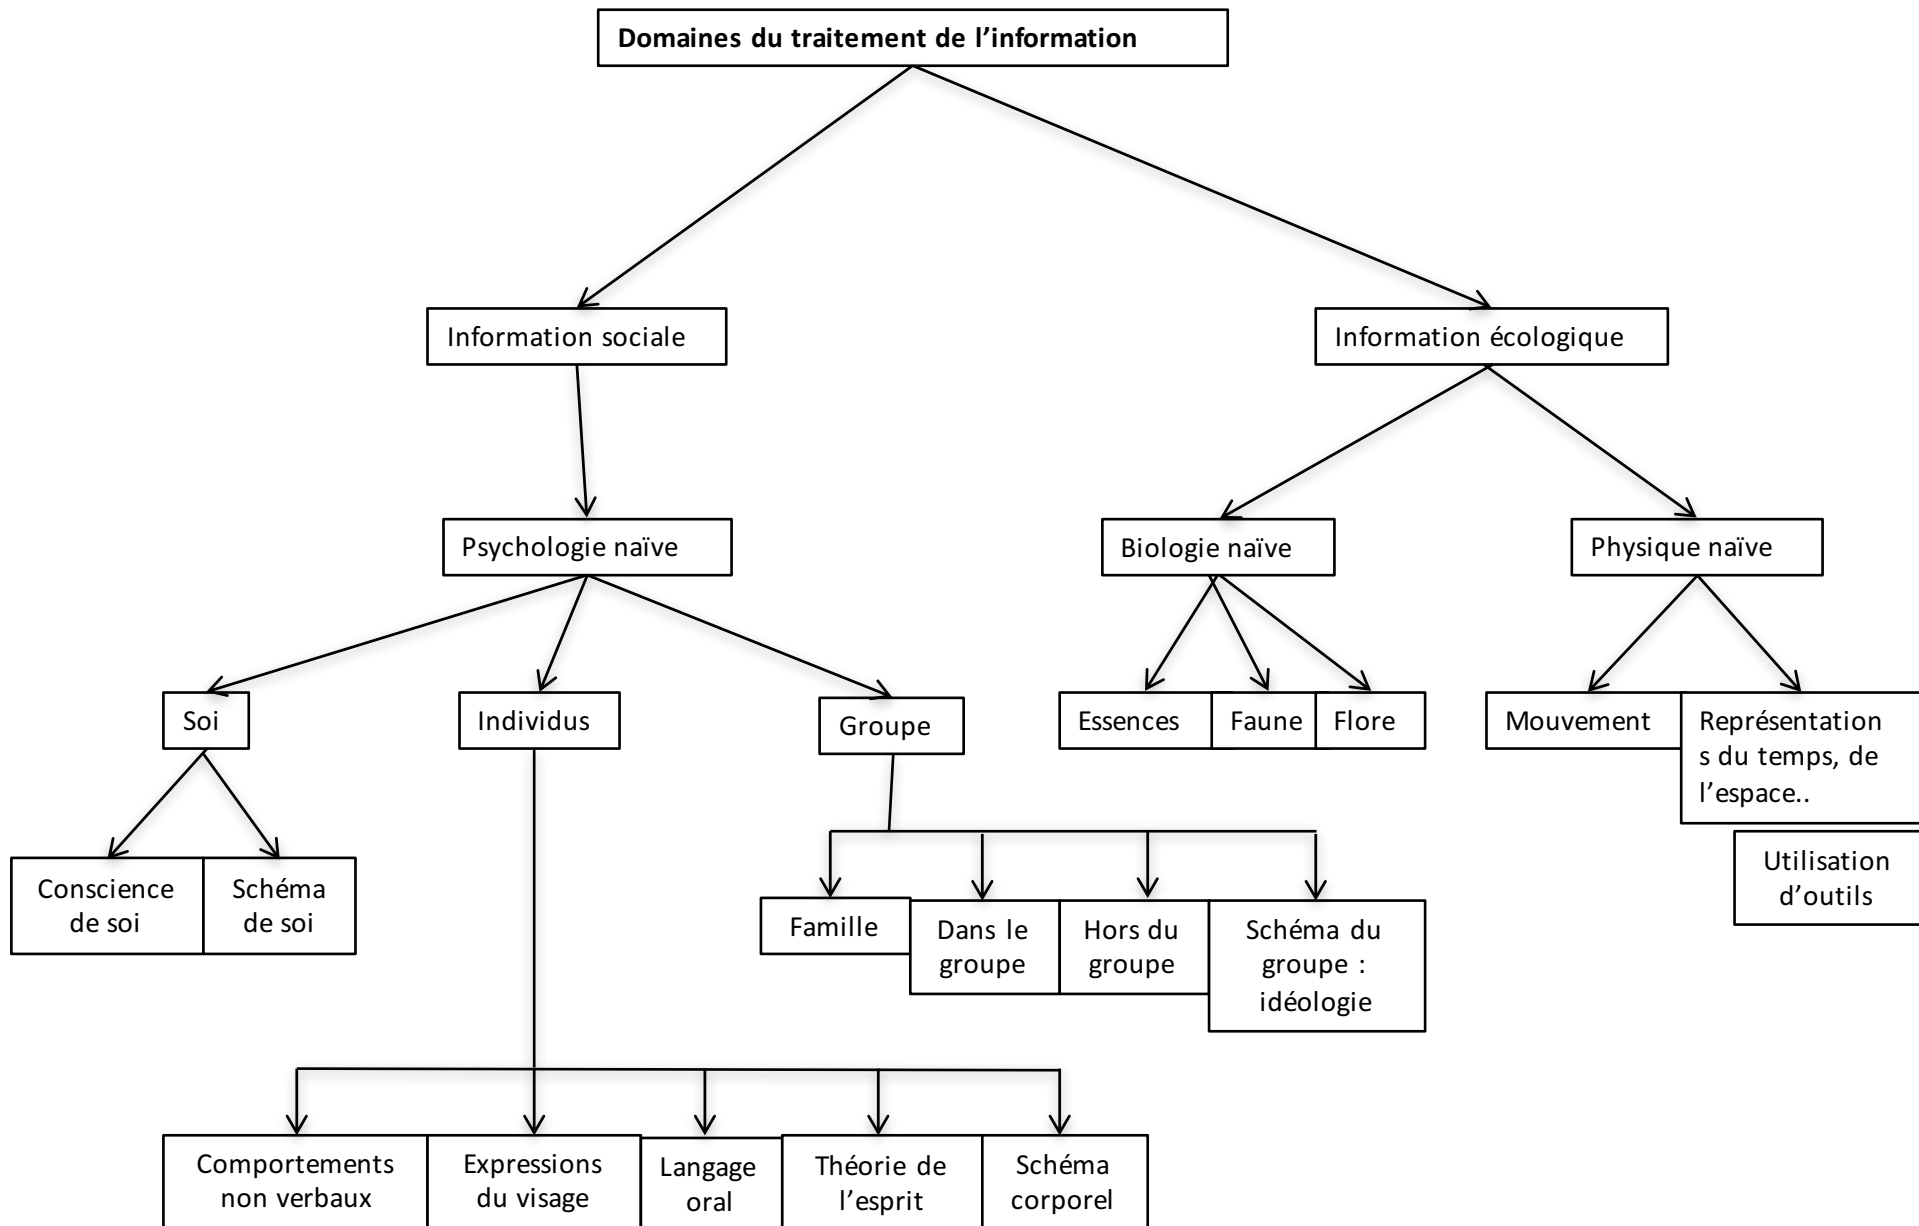 Domaines du traitement de l’information
Information sociale
Information écologique
Psychologie naïve
Biologie naïve
Physique naïve
Soi
Individus
Groupe
Essences
Faune
Flore
Mouvement
Représentation
s du temps, de
l’espace..
Utilisation
d’outils
Conscience
de soi
Schéma
de soi
Famille
Dans le
groupe
Hors du
groupe
Schéma du
groupe :
idéologie
Comportements
non verbaux
Expressions
du visage
Langage
oral
Théorie de
l’esprit
Schéma
corporel